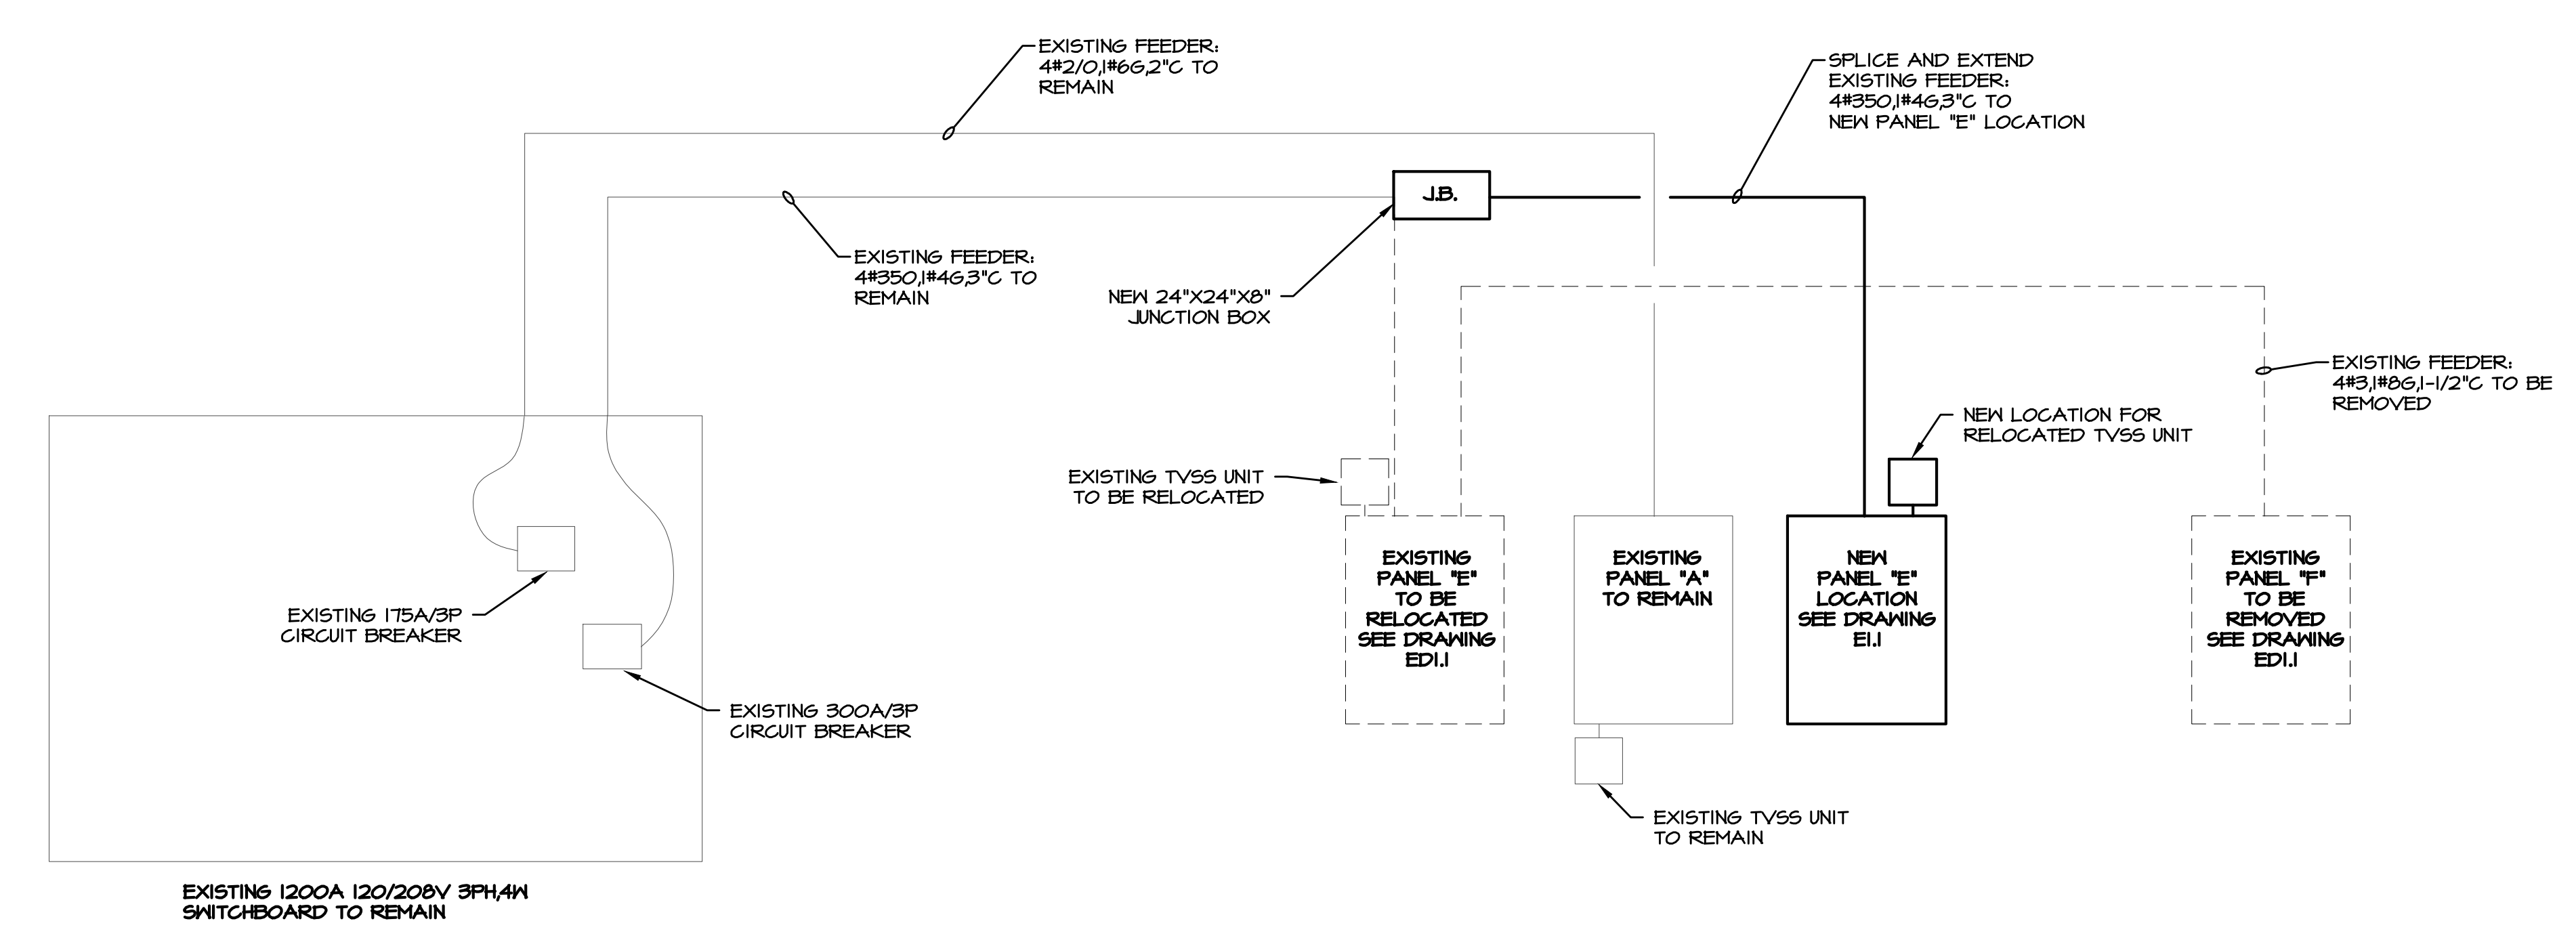 EXISTING FEEDER:
4#2/0,1#6G,2"C TO
REMAIN
SPLICE AND EXTEND
EXISTING FEEDER:
4#350,1#4G,3"C TO
NEW PANEL "E" LOCATION
J.B.
EXISTING FEEDER:
4#350,1#4G,3"C TO
REMAIN
NEW 24"X24"X8"
JUNCTION BOX
EXISTING FEEDER:
4#3,1#8G,1-1/2"C TO BE
REMOVED
NEW LOCATION FOR
RELOCATED TVSS UNIT
EXISTING TVSS UNIT
TO BE RELOCATED
EXISTING
PANEL "E"
TO BE
RELOCATED
SEE DRAWING
ED1.1
EXISTING
PANEL "A"
TO REMAIN
NEW
PANEL "E"
LOCATION
SEE DRAWING
E1.1
EXISTING
PANEL "F"
TO BE
REMOVED
SEE DRAWING
ED1.1
EXISTING 175A/3P
CIRCUIT BREAKER
EXISTING 300A/3P
CIRCUIT BREAKER
EXISTING TVSS UNIT
TO REMAIN
EXISTING 1200A 120/208V 3PH,4W
SWITCHBOARD TO REMAIN